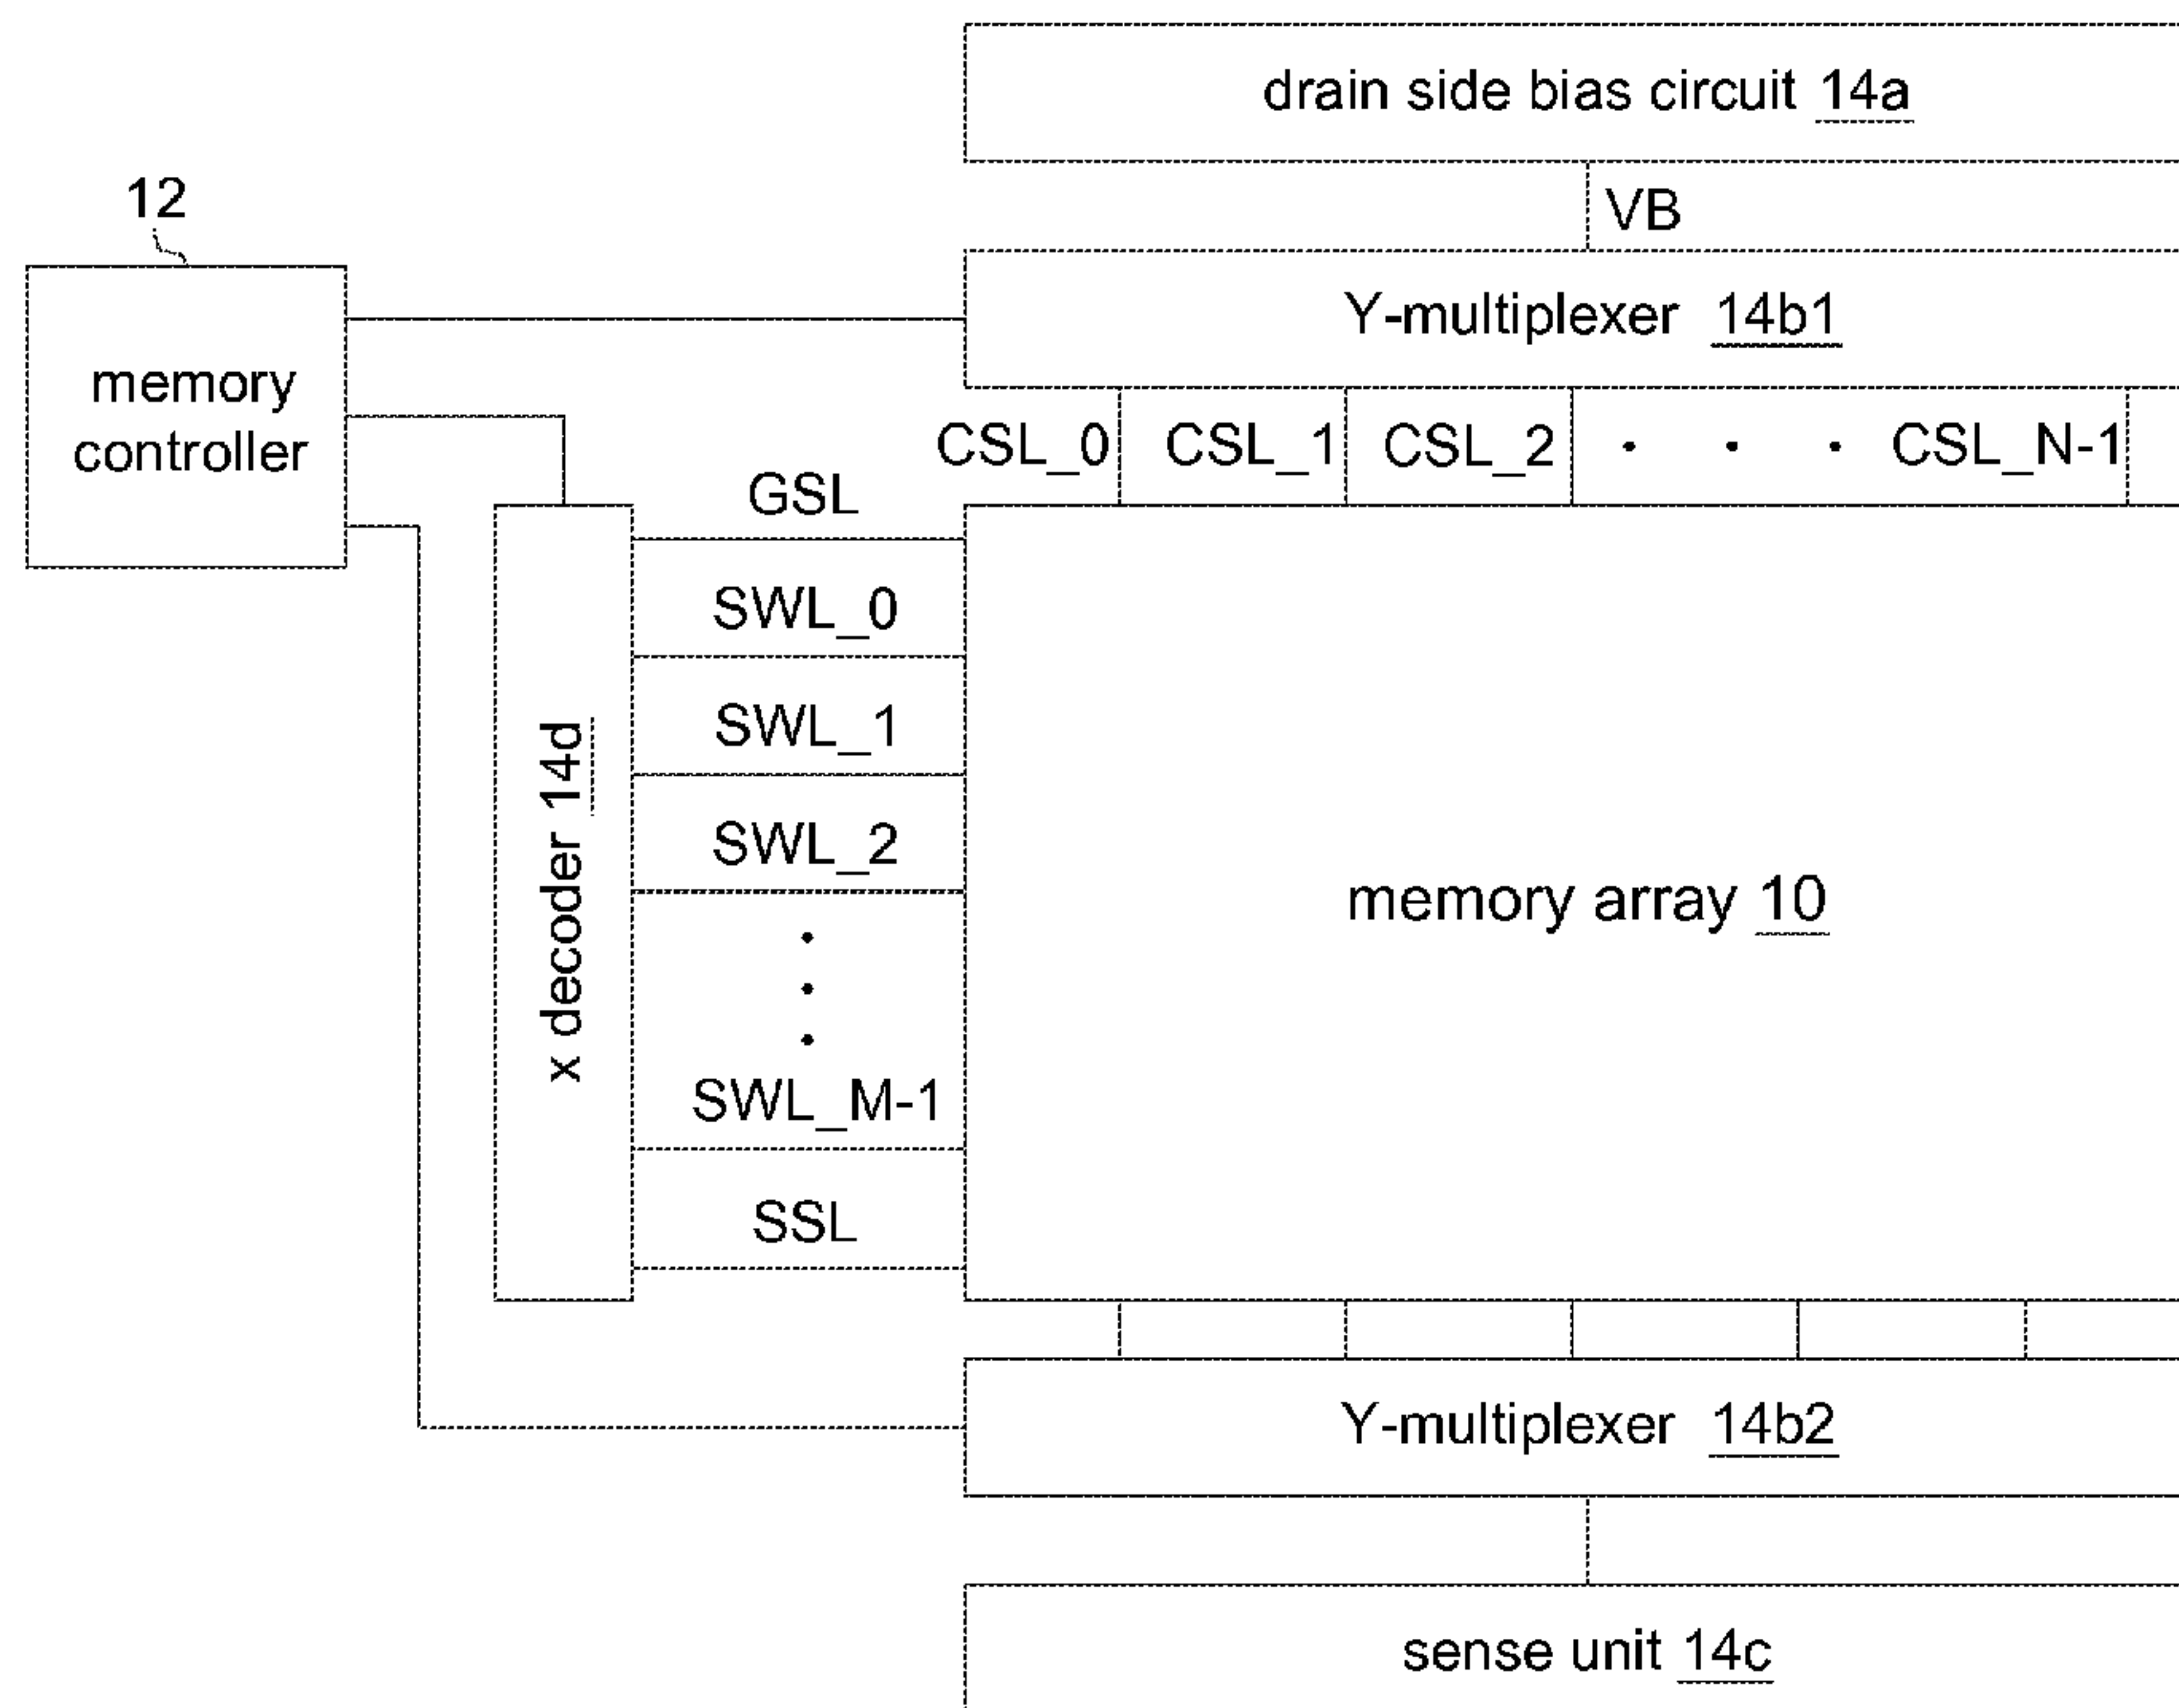 drain side bias circuit 14a
VB
12
Y-multiplexer 14b1
memory
controller
CSL_0 CSL_1 CSL_2 . . . CSL_N-1
GSL
SWL_0
SWL_1
x decoder 14d
SWL_2
memory array 10
.
.
.
SWL_M-1
SSL
Y-multiplexer 14b2
sense unit 14c